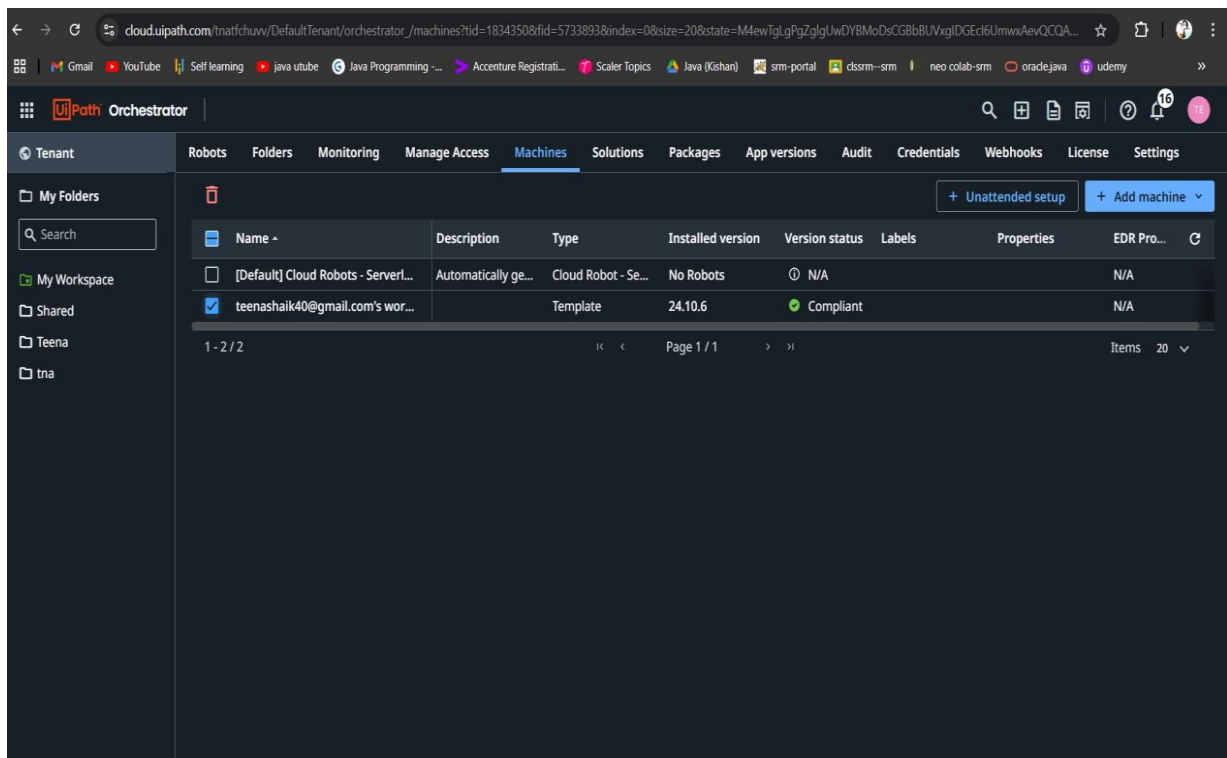 cloud.uipath.com/tnatfchuvv/DefaultTenant/orchestrator_/machines?tid=1834350&fid=5733893&index=0&size=20&state=M4ewTgLgPgZglgUwDYBMoDsCGBbBUVxgIDGEcI6UmwxAevQCQA...
Gmail YouTube Self learning java utube Java Programming -... Accenture Registrati... Scaler Topics Java (Kishan) srm-portal clssrm--srm neo colab-srm oracle.java udemy »
UiPath Orchestrator 16 TE
Tenant Robots Folders Monitoring Manage Access Machines Solutions Packages App versions Audit Credentials Webhooks License Settings
My Folders + Unattended setup + Add machine
Search Name Description Type Installed version Version status Labels Properties EDR Pro...
[Default] Cloud Robots - Serverl... Automatically ge... Cloud Robot - Se... No Robots N/A N/A
My Workspace
teenashaik40@gmail.com's wor... Template 24.10.6 Compliant N/A
Shared
Teena 1 - 2 / 2 Page 1 / 1 Items 20
tna